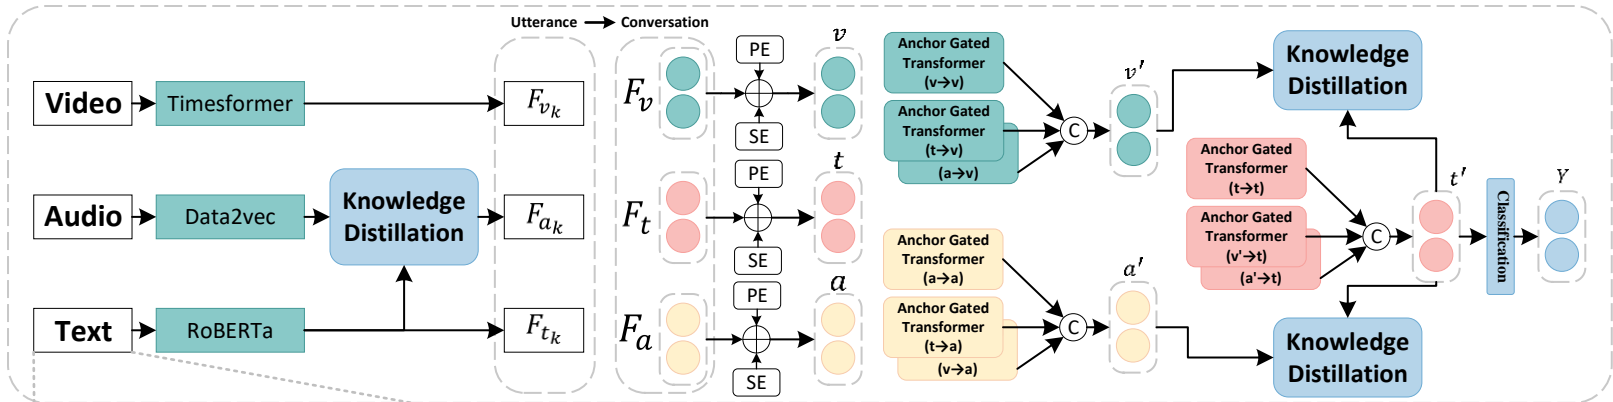 Utterance → Conversation
Video
Timesformer
F_{v_k}
Audio
Data2vec
Knowledge
Distillation
F_{a_k}
Text
RoBERTa
F_{t_k}
F_v
PE
SE
v
F_t
PE
SE
t
F_a
PE
SE
a
Anchor Gated
Transformer
(v→v)
Anchor Gated
Transformer
(t→v)
(a→v)
C
v'
Anchor Gated
Transformer
(a→a)
Anchor Gated
Transformer
(t→a)
(v→a)
C
a'
Knowledge
Distillation
Anchor Gated
Transformer
(t→t)
Anchor Gated
Transformer
(v'→t)
(a'→t)
C
t'
Classification
Y
Knowledge
Distillation